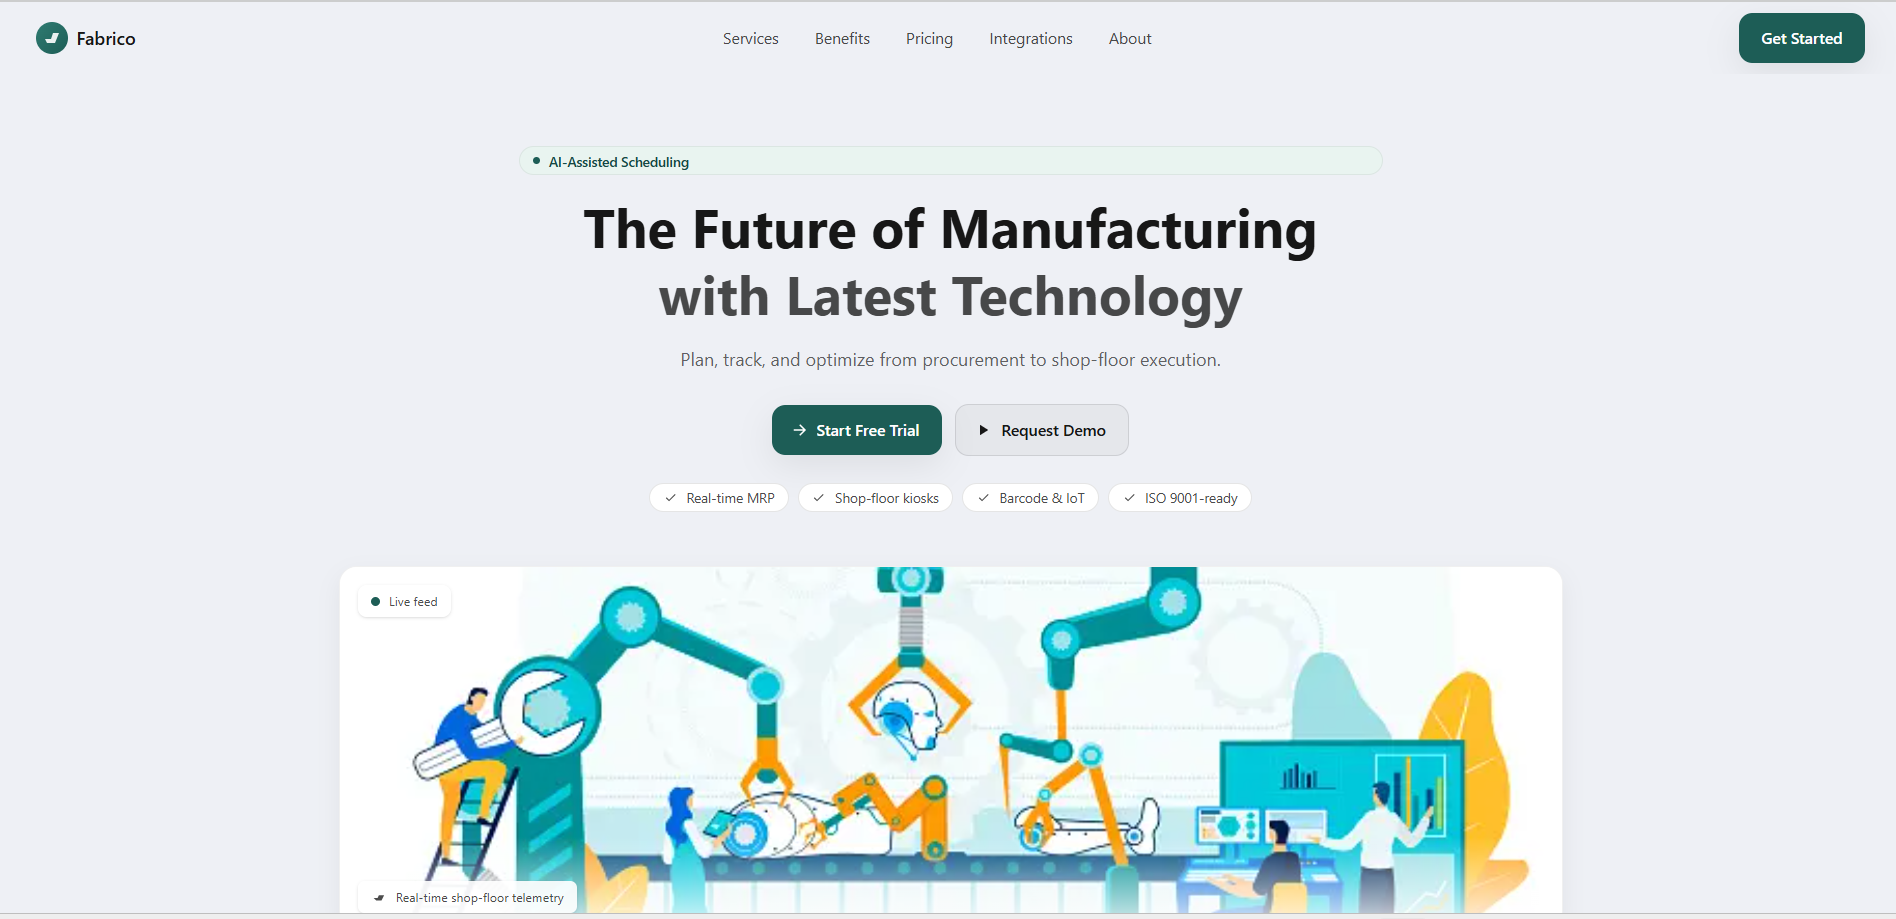 Fabrico
Services
Benefits
Pricing
Integrations
About
Get Started
AI-Assisted Scheduling
The Future of Manufacturing
with Latest Technology
Plan, track, and optimize from procurement to shop-floor execution.
Start Free Trial
Request Demo
Real-time MRP
Shop-floor kiosks
Barcode & IoT
ISO 9001-ready
Live feed
Real-time shop-floor telemetry